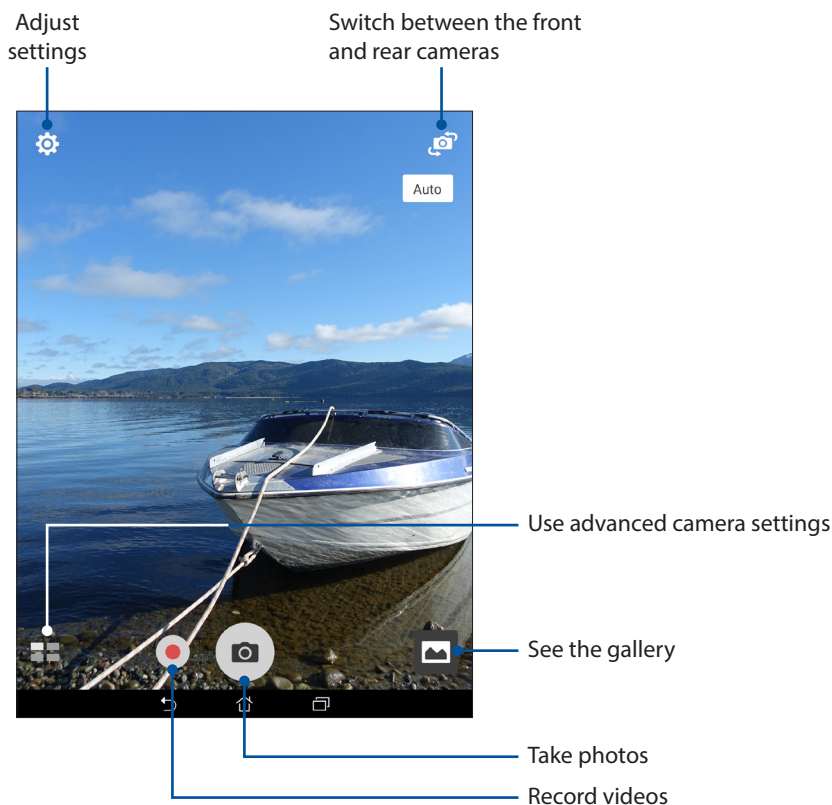 Adjust
settings
Switch between the front
and rear cameras
Auto
Use advanced camera settings
See the gallery
Take photos
Record videos